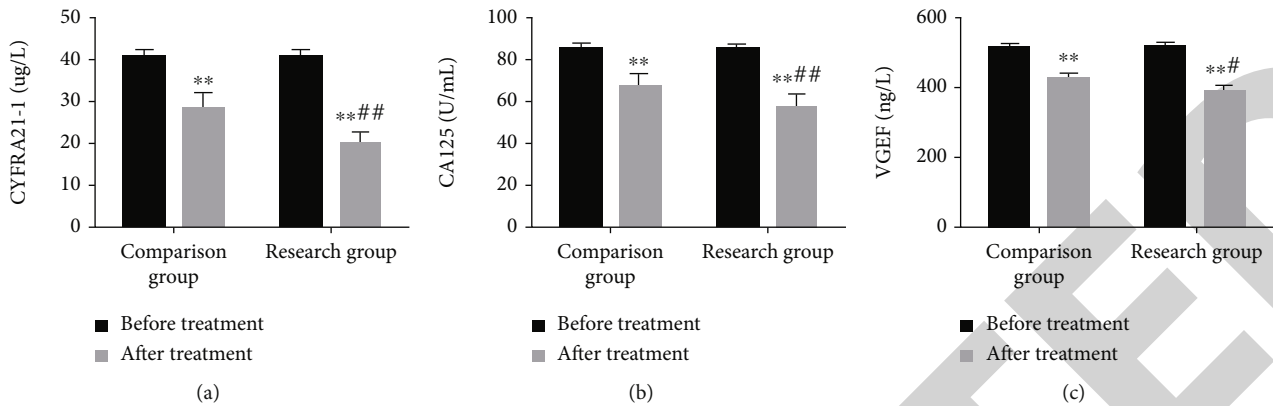 50
40
30
20
10
0
CYFRA21-1 (ug/L)
**
**##
Comparison
group
Research group
Before treatment
After treatment
(a)
100
80
60
40
20
0
CA125 (U/mL)
**
**##
Comparison
group
Research group
Before treatment
After treatment
(b)
600
400
200
0
VGEF (ng/L)
**
**#
Comparison
group
Research group
Before treatment
After treatment
(c)